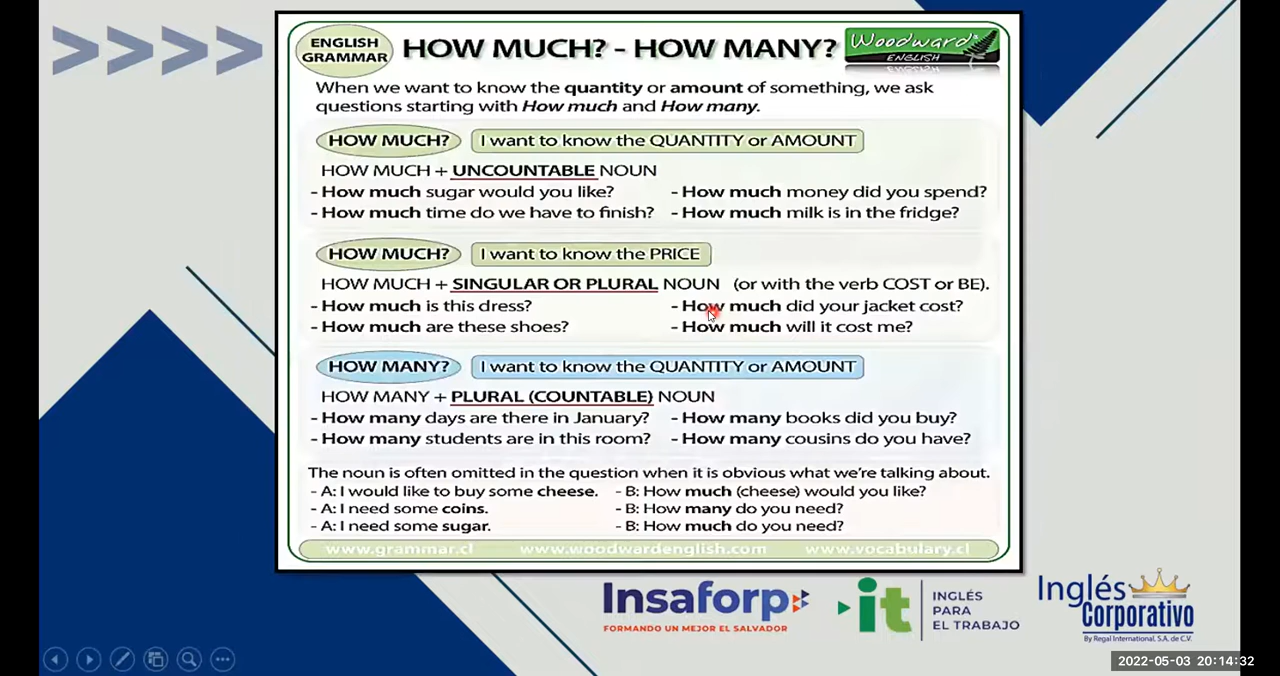 ENGLISH
GRAMMAR
HOW MUCH? - HOW MANY?
Woodward®
ENGLISH
When we want to know the quantity or amount of something, we ask
questions starting with How much and How many.
HOW MUCH?
I want to know the QUANTITY or AMOUNT
HOW MUCH + UNCOUNTABLE NOUN
- How much sugar would you like?
- How much money did you spend?
- How much time do we have to finish?
- How much milk is in the fridge?
HOW MUCH?
I want to know the PRICE
HOW MUCH + SINGULAR OR PLURAL NOUN (or with the verb COST or BE).
- How much is this dress?
- How much did your jacket cost?
- How much are these shoes?
- How much will it cost me?
HOW MANY?
I want to know the QUANTITY or AMOUNT
HOW MANY + PLURAL (COUNTABLE) NOUN
- How many days are there in January?
- How many books did you buy?
- How many students are in this room?
- How many cousins do you have?
The noun is often omitted in the question when it is obvious what we're talking about.
- A: I would like to buy some cheese. - B: How much (cheese) would you like?
- A: I need some coins. - B: How many do you need?
- A: I need some sugar. - B: How much do you need?
www.grammar.cl www.woodwardenglish.com www.vocabulary.cl
Insaforp
FORMANDO UN MEJOR EL SALVADOR
it
INGLÉS
PARA
EL TRABAJO
Inglés
Corporativo
By Regal International, S.A. de C.V.
2022-05-03 20:14:32